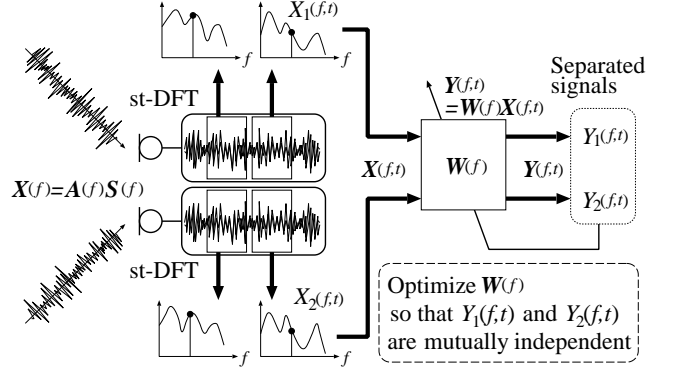 X1(f,t)
f
f
st-DFT
X(f)=A(f)S(f)
st-DFT
X2(f,t)
f
f
X(f,t)
Y(f,t)
=W(f)X(f,t)
W(f)
Y(f,t)
Separated
signals
Y1(f,t)
Y2(f,t)
Optimize W(f)
so that Y1(f,t) and Y2(f,t)
are mutually independent